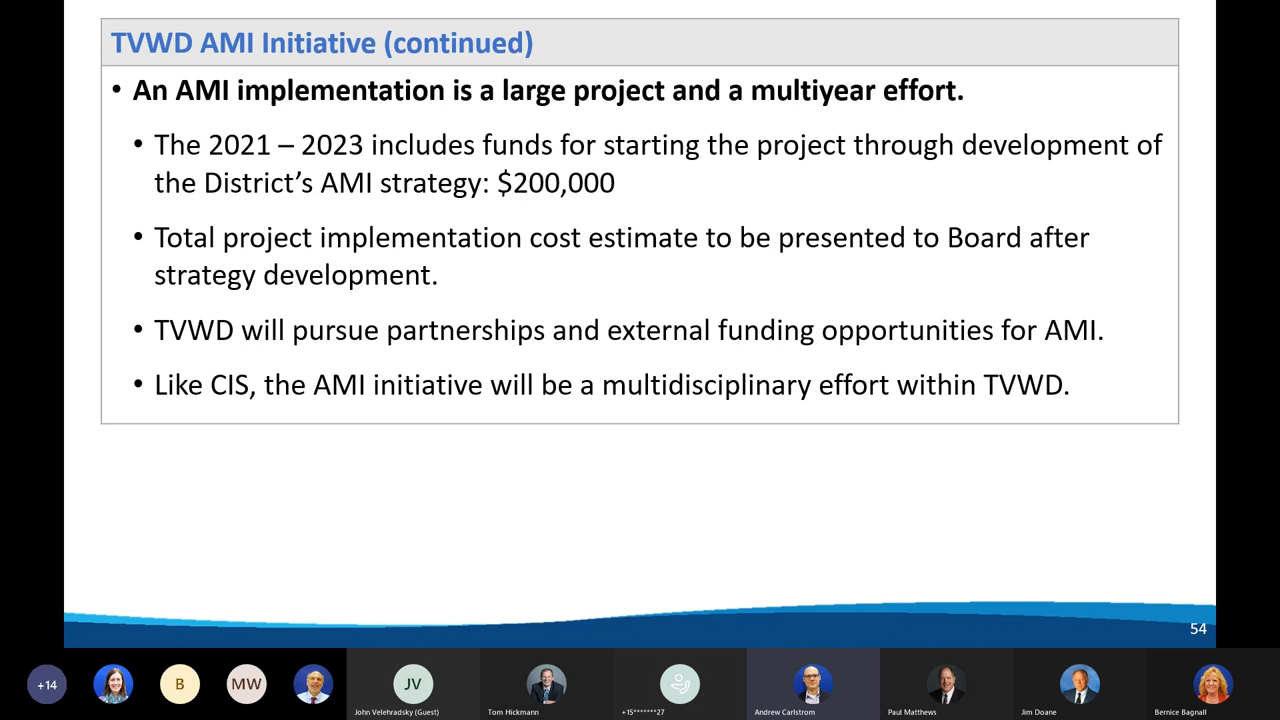 TVWD AMI Initiative (continued)
• An AMI implementation is a large project and a multiyear effort.
• The 2021 – 2023 includes funds for starting the project through development of
the District’s AMI strategy: $200,000
• Total project implementation cost estimate to be presented to Board after
strategy development.
• TVWD will pursue partnerships and external funding opportunities for AMI.
• Like CIS, the AMI initiative will be a multidisciplinary effort within TVWD.
54
+14
B
MW
JV
John Velehradsky (Guest)
Tom Hickmann
+15*******27
Andrew Carlstrom
Paul Matthews
Jim Doane
Bernice Bagnall